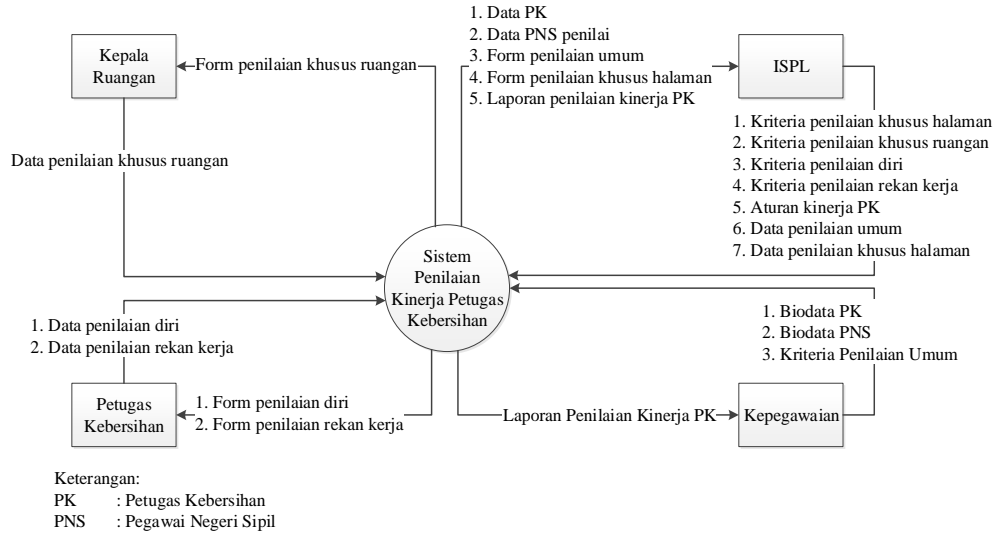 1. Data PK
2. Data PNS penilai
3. Form penilaian umum
4. Form penilaian khusus halaman
5. Laporan penilaian kinerja PK
Kepala
Ruangan
Form penilaian khusus ruangan
ISPL
1. Kriteria penilaian khusus halaman
2. Kriteria penilaian khusus ruangan
3. Kriteria penilaian diri
4. Kriteria penilaian rekan kerja
5. Aturan kinerja PK
6. Data penilaian umum
7. Data penilaian khusus halaman
Data penilaian khusus ruangan
Sistem
Penilaian
Kinerja Petugas
Kebersihan
1. Data penilaian diri
2. Data penilaian rekan kerja
1. Biodata PK
2. Biodata PNS
3. Kriteria Penilaian Umum
Petugas
Kebersihan
1. Form penilaian diri
2. Form penilaian rekan kerja
Laporan Penilaian Kinerja PK
Kepegawaian
Keterangan:
PK : Petugas Kebersihan
PNS : Pegawai Negeri Sipil